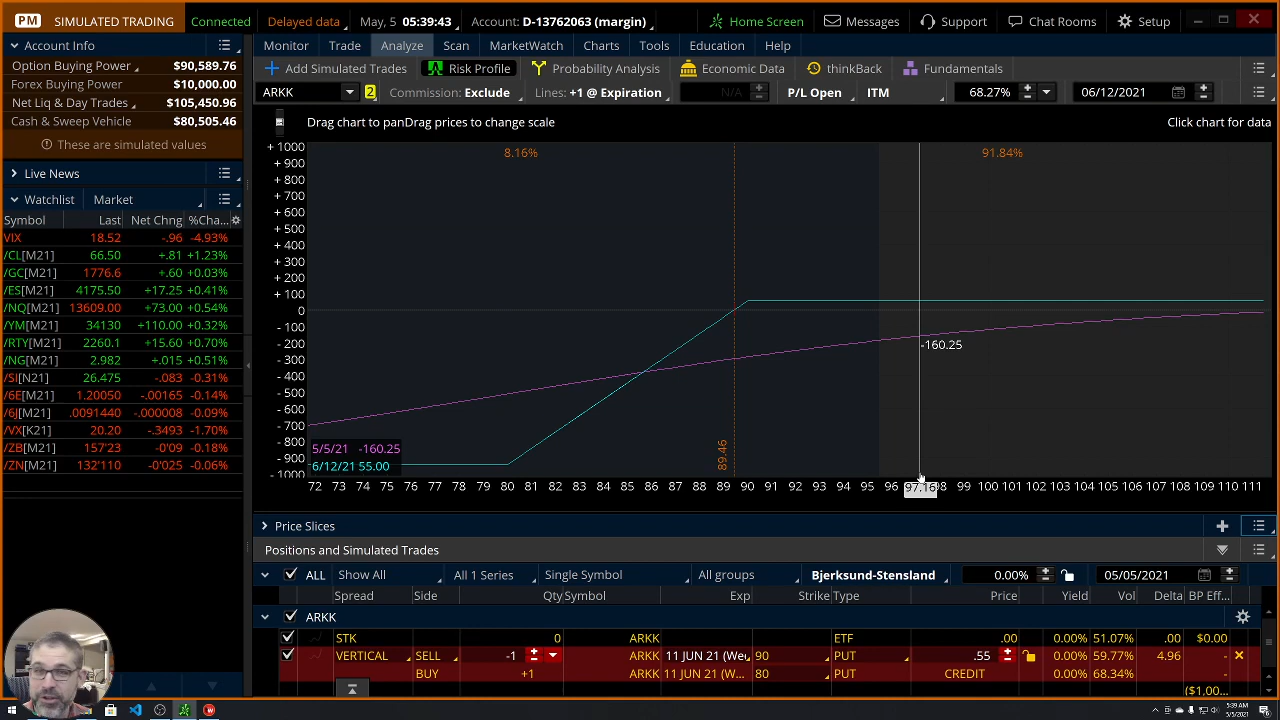 PM SIMULATED TRADING Connected Delayed data May, 5 05:39:43 Account: D-13762063 (margin) Home Screen Messages Support Chat Rooms Setup
Account Info
Option Buying Power $90,589.76
Forex Buying Power $10,000.00
Net Liq & Day Trades $105,450.96
Cash & Sweep Vehicle $80,505.46
These are simulated values
Live News
Watchlist Market
Symbol Last Net Chng %Cha...
VIX 18.52 -.96 -4.93%
/CL[M21] 66.50 +.81 +1.23%
/GC[M21] 1776.6 +.60 +0.03%
/ES[M21] 4175.50 +17.25 +0.41%
/NQ[M21] 13609.00 +73.00 +0.54%
/YM[M21] 34130 +110.00 +0.32%
/RTY[M21] 2260.1 +15.60 +0.70%
/NG[M21] 2.982 +.015 +0.51%
/SI[N21] 26.475 -.083 -0.31%
/6E[M21] 1.20050 -.00165 -0.14%
/6J[M21] .0091440 -.000008 -0.09%
/VX[K21] 20.20 -.3493 -1.70%
/ZB[M21] 157'23 -0'09 -0.18%
/ZN[M21] 132'110 -0'025 -0.06%
Monitor Trade Analyze Scan MarketWatch Charts Tools Education Help
Add Simulated Trades Risk Profile Probability Analysis Economic Data thinkBack Fundamentals
ARKK 2 Commission: Exclude Lines: +1 @ Expiration N/A P/L Open ITM 68.27% 06/12/2021
Drag chart to panDrag prices to change scale Click chart for data
8.16% 91.84%
+ 1000
+ 900
+ 800
+ 700
+ 600
+ 500
+ 400
+ 300
+ 200
+ 100
0
- 100
- 200
- 300
- 400
- 500
- 600
- 700
- 800
- 900
- 1000
-160.25
89.46
5/5/21 -160.25
6/12/21 55.00
72 73 74 75 76 77 78 79 80 81 82 83 84 85 86 87 88 89 90 91 92 93 94 95 96 97.16 98 99 100 101 102 103 104 105 106 107 108 109 110 111
Price Slices
Positions and Simulated Trades
ALL Show All All 1 Series Single Symbol All groups Bjerksund-Stensland 0.00% 05/05/2021
Spread Side Qty Symbol Exp Strike Type Price Yield Vol Delta BP Eff...
ARKK
STK 0 ARKK ETF .00 0.00% 51.07% .00 $0.00
VERTICAL SELL -1 ARKK 11 JUN 21 (We 90 PUT .55 0.00% 59.77% 4.96 -
BUY +1 ARKK 11 JUN 21 (W... 80 PUT CREDIT 0.00% 68.34% -
($1,00...
5:39 AM
5/5/2021